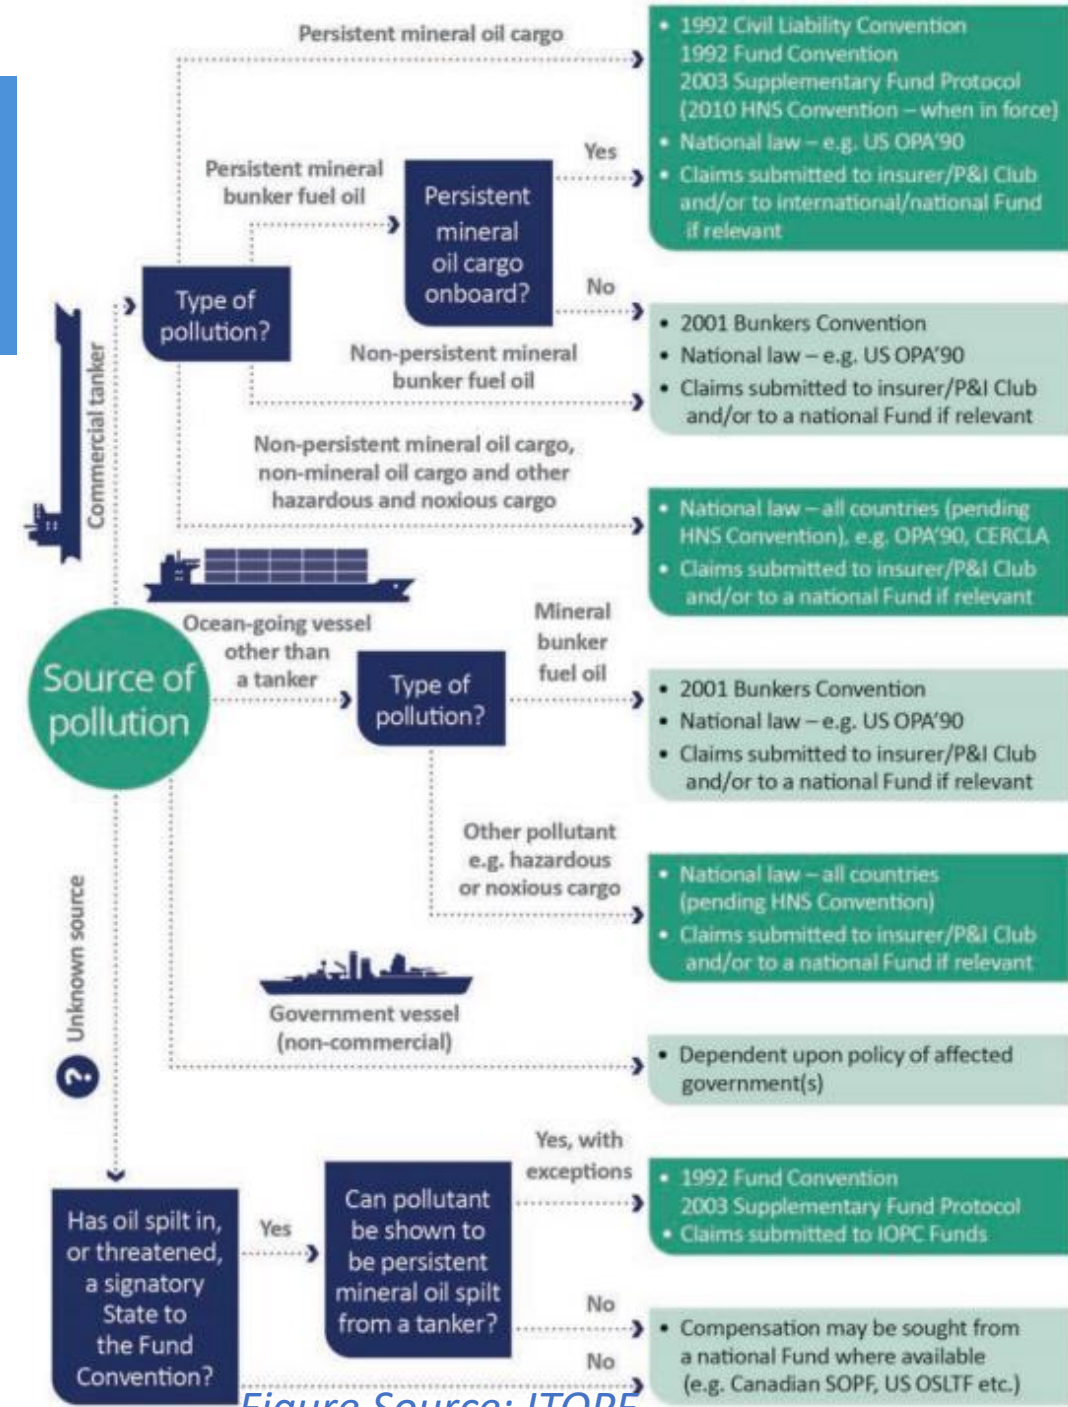 Persistent mineral oil cargo
• 1992 Civil Liability Convention
1992 Fund Convention
2003 Supplementary Fund Protocol
(2010 HNS Convention – when in force)
• National law – e.g. US OPA'90
• Claims submitted to insurer/P&I Club
and/or to international/national Fund
if relevant
Persistent mineral
bunker fuel oil
Persistent
mineral
oil cargo
onboard?
Yes
No
Type of
pollution?
Commercial tanker
• 2001 Bunkers Convention
• National law – e.g. US OPA'90
• Claims submitted to insurer/P&I Club
and/or to a national Fund if relevant
Non-persistent mineral
bunker fuel oil
Non-persistent mineral oil cargo,
non-mineral oil cargo and other
hazardous and noxious cargo
• National law – all countries (pending
HNS Convention), e.g. OPA'90, CERCLA
• Claims submitted to insurer/P&I Club
and/or to a national Fund if relevant
Source of
pollution
Ocean-going vessel
other than
a tanker
Type of
pollution?
Mineral
bunker
fuel oil
• 2001 Bunkers Convention
• National law – e.g. US OPA'90
• Claims submitted to insurer/P&I Club
and/or to a national Fund if relevant
Other pollutant
e.g. hazardous
or noxious cargo
• National law – all countries
(pending HNS Convention)
• Claims submitted to insurer/P&I Club
and/or to a national Fund if relevant
Government vessel
(non-commercial)
• Dependent upon policy of affected
government(s)
Unknown source
?
Has oil spilt in,
or threatened,
a signatory
State to
the Fund
Convention?
Yes
Can pollutant
be shown to
be persistent
mineral oil spilt
from a tanker?
Yes, with
exceptions
• 1992 Fund Convention
2003 Supplementary Fund Protocol
• Claims submitted to IOPC Funds
No
No
• Compensation may be sought from
a national Fund where available
(e.g. Canadian SOPF, US OSLTF etc.)
Figure Source: ITOPF